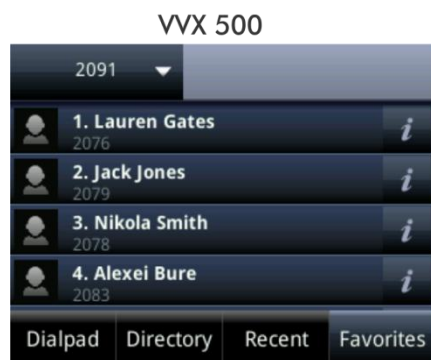 VVX 500
2091
1. Lauren Gates
2076
i
2. Jack Jones
2079
i
3. Nikola Smith
2078
i
4. Alexei Bure
2083
i
Dialpad Directory Recent Favorites